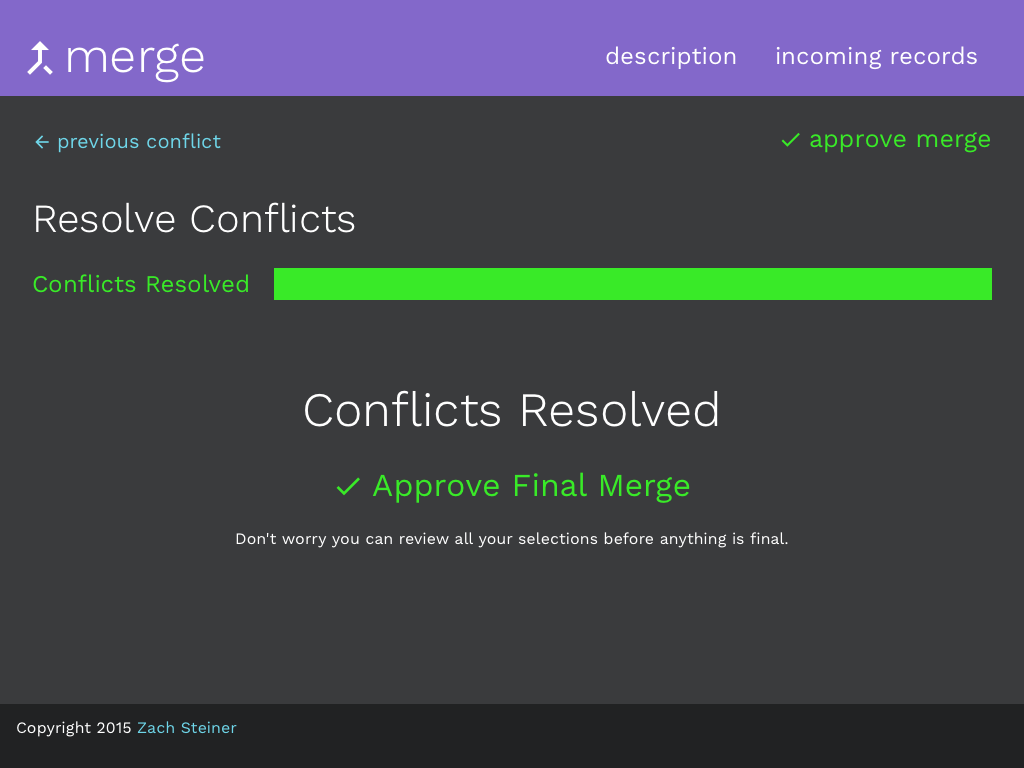 merge
description
incoming records
← previous conflict
✓ approve merge
Resolve Conflicts
Conflicts Resolved
Conflicts Resolved
✓ Approve Final Merge
Don't worry you can review all your selections before anything is final.
Copyright 2015 Zach Steiner